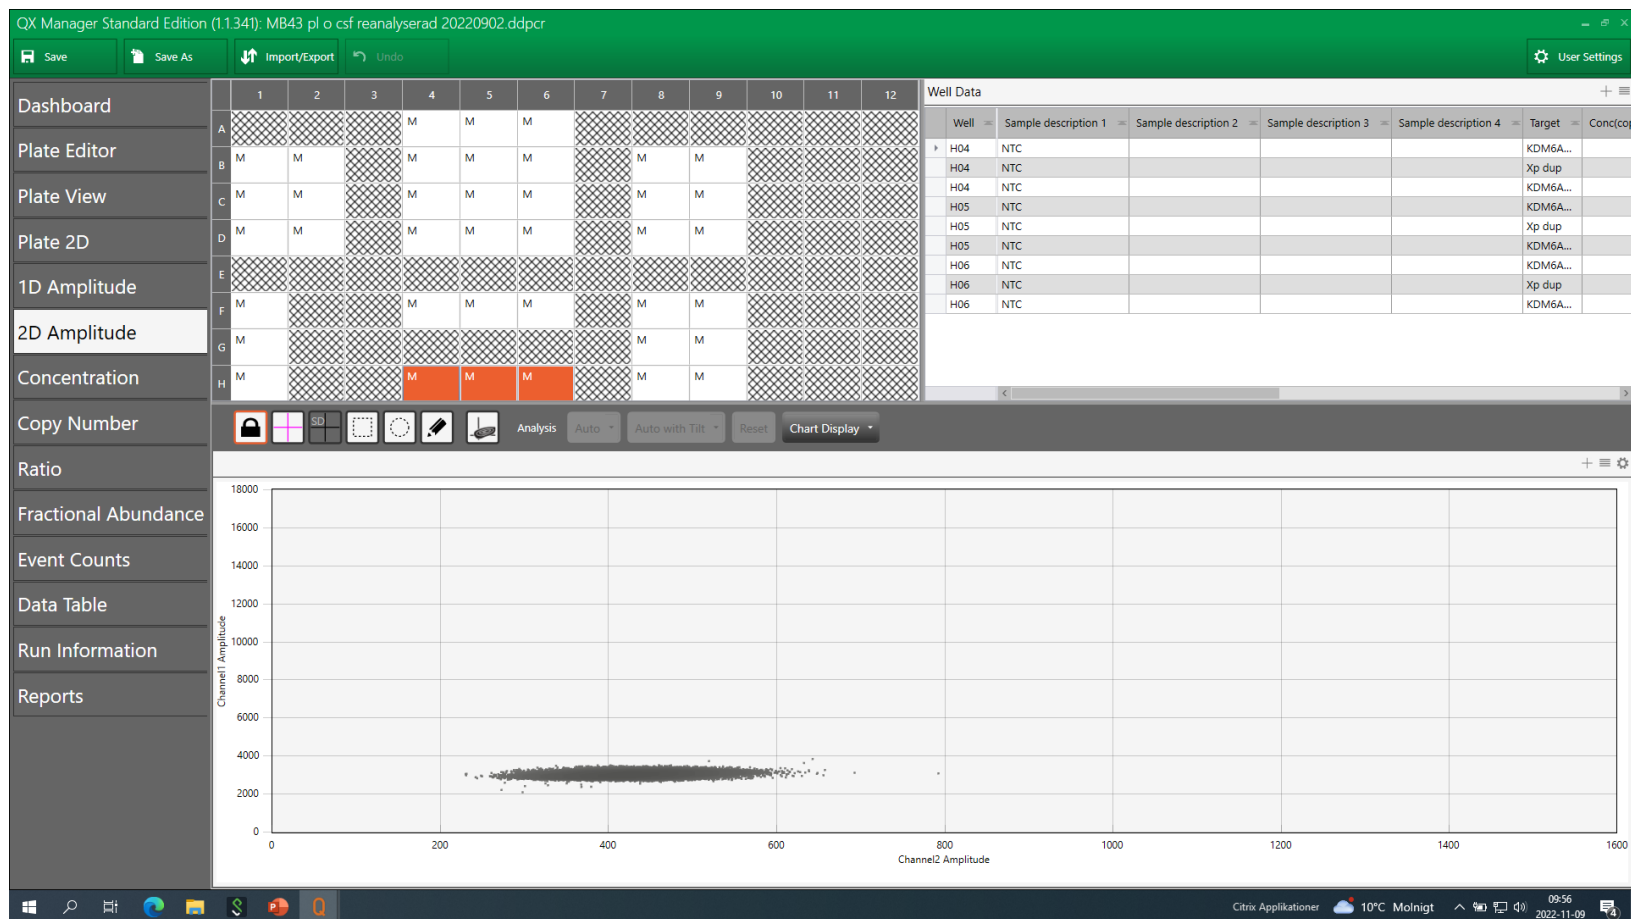 QX Manager Standard Edition (1.1.341): MB43 pl o csf reanalyserad 20220902.ddpcr
Save
Save As
Import/Export
Undo
User Settings
Dashboard
Plate Editor
Plate View
Plate 2D
1D Amplitude
2D Amplitude
Concentration
Copy Number
Ratio
Fractional Abundance
Event Counts
Data Table
Run Information
Reports
1 2 3 4 5 6 7 8 9 10 11 12
A M M M
B M M M M M M M
C M M M M M M M
D M M M M M M M
E
F M M M M M M
G M M M
H M M M M M M
Well Data
Well Sample description 1 Sample description 2 Sample description 3 Sample description 4 Target Conc(cop
H04 NTC KDM6A...
H04 NTC Xp dup
H04 NTC KDM6A...
H05 NTC KDM6A...
H05 NTC Xp dup
H05 NTC KDM6A...
H06 NTC KDM6A...
H06 NTC Xp dup
H06 NTC KDM6A...
SD
Analysis
Auto
Auto with Tilt
Reset
Chart Display
Channel1 Amplitude
18000
16000
14000
12000
10000
8000
6000
4000
2000
0
0 200 400 600 800 1000 1200 1400 1600
Channel2 Amplitude
Citrix Applikationer
10°C Molnigt
09:56
2022-11-09
4